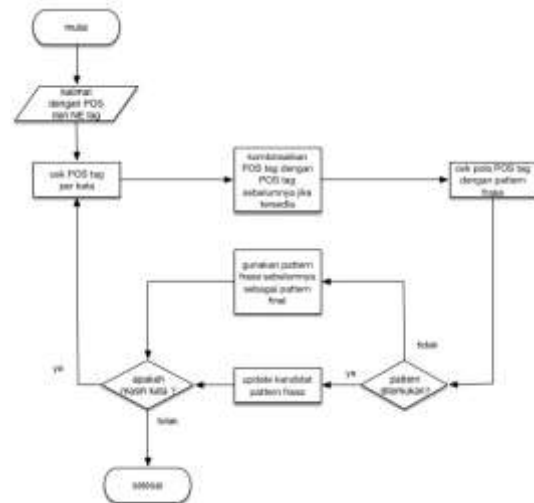 mulai
kalimat
dengan POS
dan NE tag
cek POS tag
per kata
kombinasikan
POS tag dengan
POS tag
sebelumnya jika
tersedia
cek pola POS tag
dengan pattern
frasa
gunakan pattern
frasa sebelumnya
sebagai pattern
final
tidak
ya
apakah
masih kata ?
update kandidat
pattern frasa
ya
pattern
ditemukan?
tidak
selesai